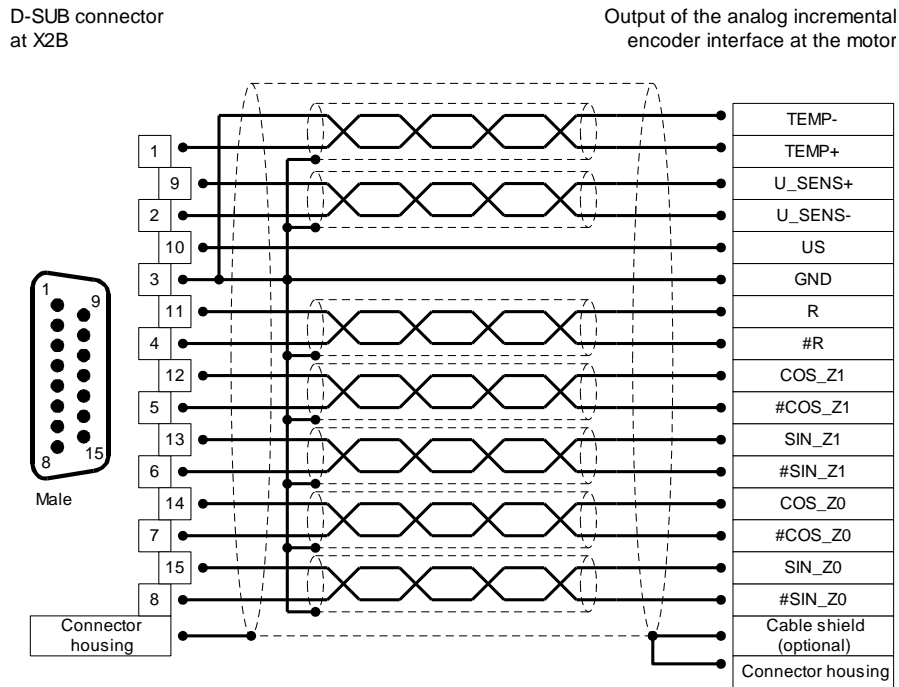 D-SUB connector
at X2B
Output of the analog incremental
encoder interface at the motor
TEMP-
1
TEMP+
9
U_SENS+
2
U_SENS-
10
US
3
GND
11
R
4
#R
12
COS_Z1
5
#COS_Z1
13
SIN_Z1
6
#SIN_Z1
14
COS_Z0
7
#COS_Z0
15
SIN_Z0
8
#SIN_Z0
1
9
15
8
Male
Connector
housing
Cable shield
(optional)
Connector housing